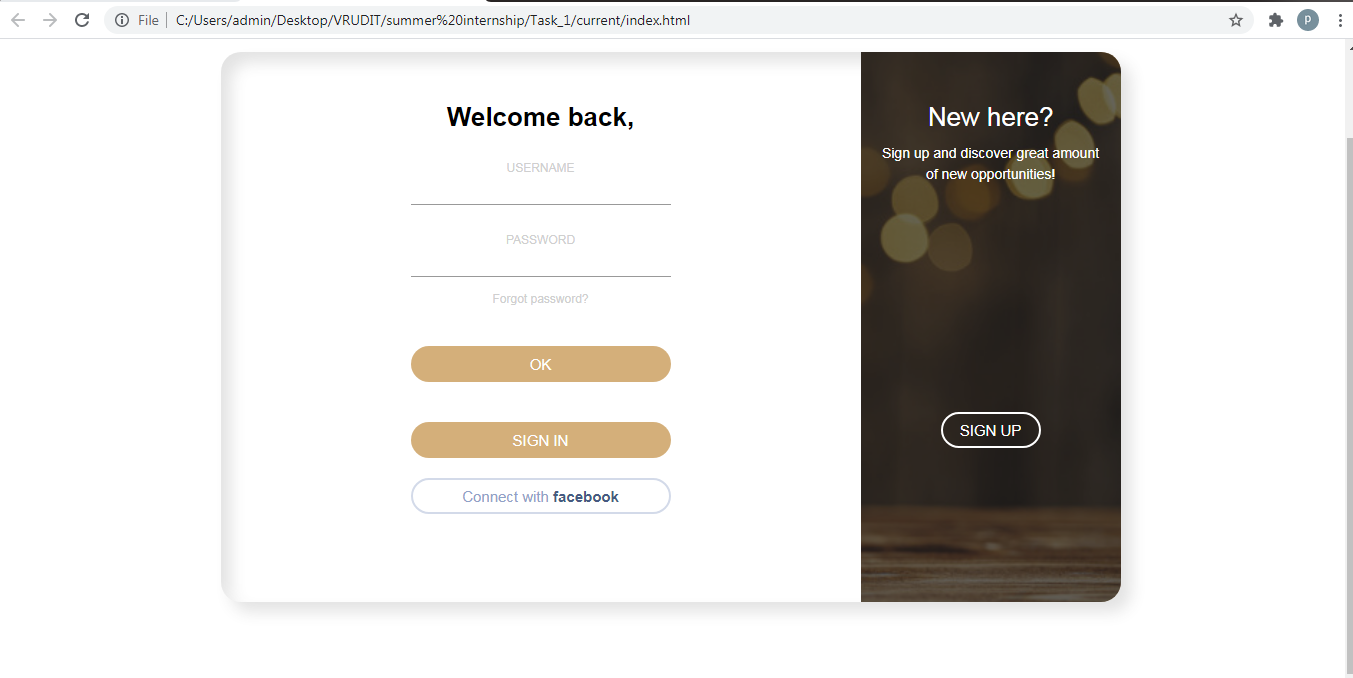 File
C:/Users/admin/Desktop/VRUDIT/summer%20internship/Task_1/current/index.html
p
Welcome back,
USERNAME
PASSWORD
Forgot password?
OK
SIGN IN
Connect with facebook
New here?
Sign up and discover great amount
of new opportunities!
SIGN UP